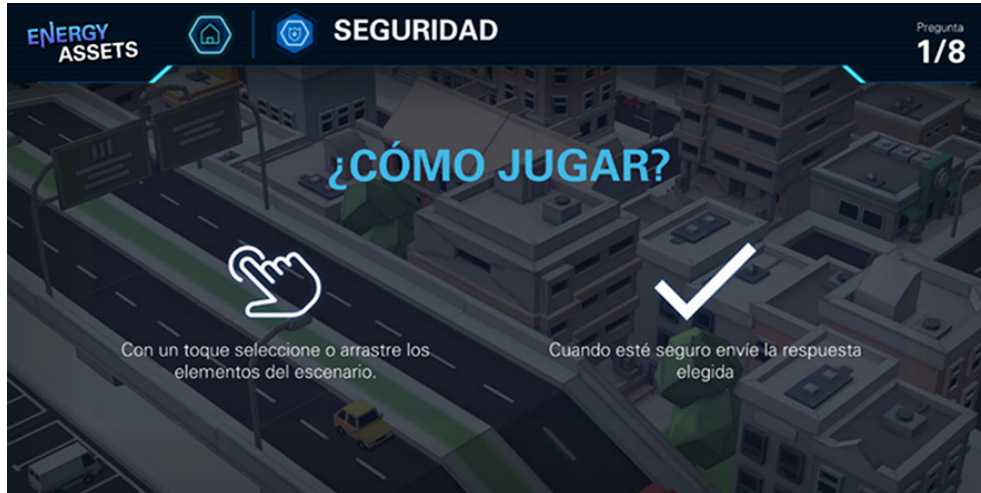 ENERGY
ASSETS
SEGURIDAD
Pregunta
1/8
¿CÓMO JUGAR?
Con un toque seleccione o arrastre los
elementos del escenario.
Cuando esté seguro envíe la respuesta
elegida